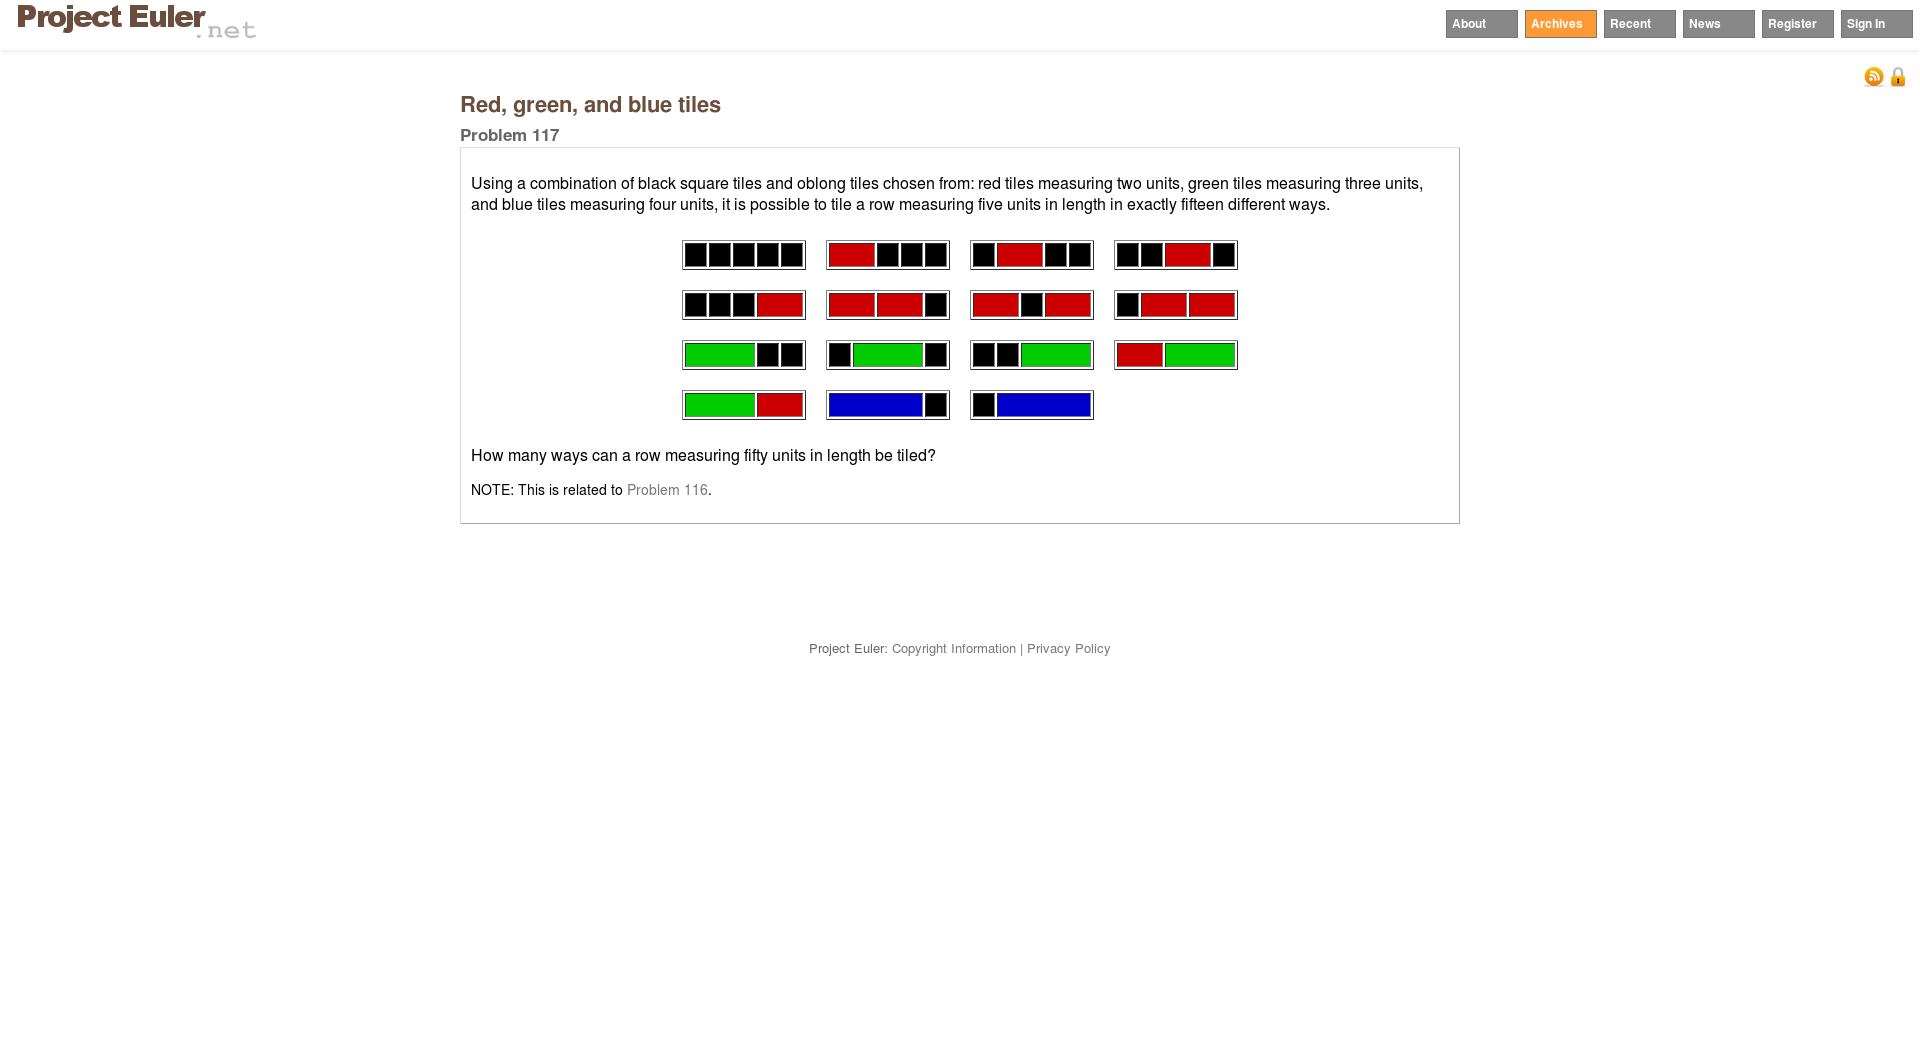 Project Euler.net
About Archives Recent News Register Sign In
Red, green, and blue tiles
Problem 117
Using a combination of black square tiles and oblong tiles chosen from: red tiles measuring two units, green tiles measuring three units,
and blue tiles measuring four units, it is possible to tile a row measuring five units in length in exactly fifteen different ways.
How many ways can a row measuring fifty units in length be tiled?
NOTE: This is related to Problem 116.
Project Euler: Copyright Information | Privacy Policy